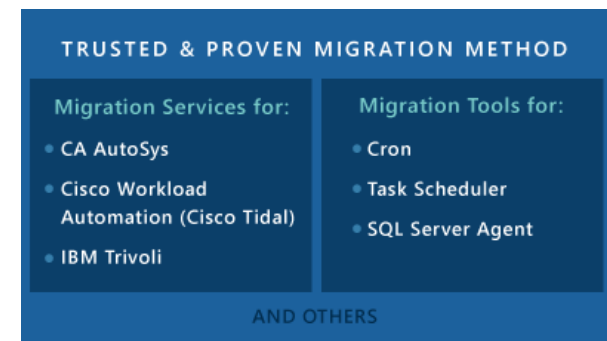 TRUSTED & PROVEN MIGRATION METHOD
Migration Services for:
CA AutoSys
Cisco Workload
Automation (Cisco Tidal)
IBM Trivoli
Migration Tools for:
Cron
Task Scheduler
SQL Server Agent
AND OTHERS